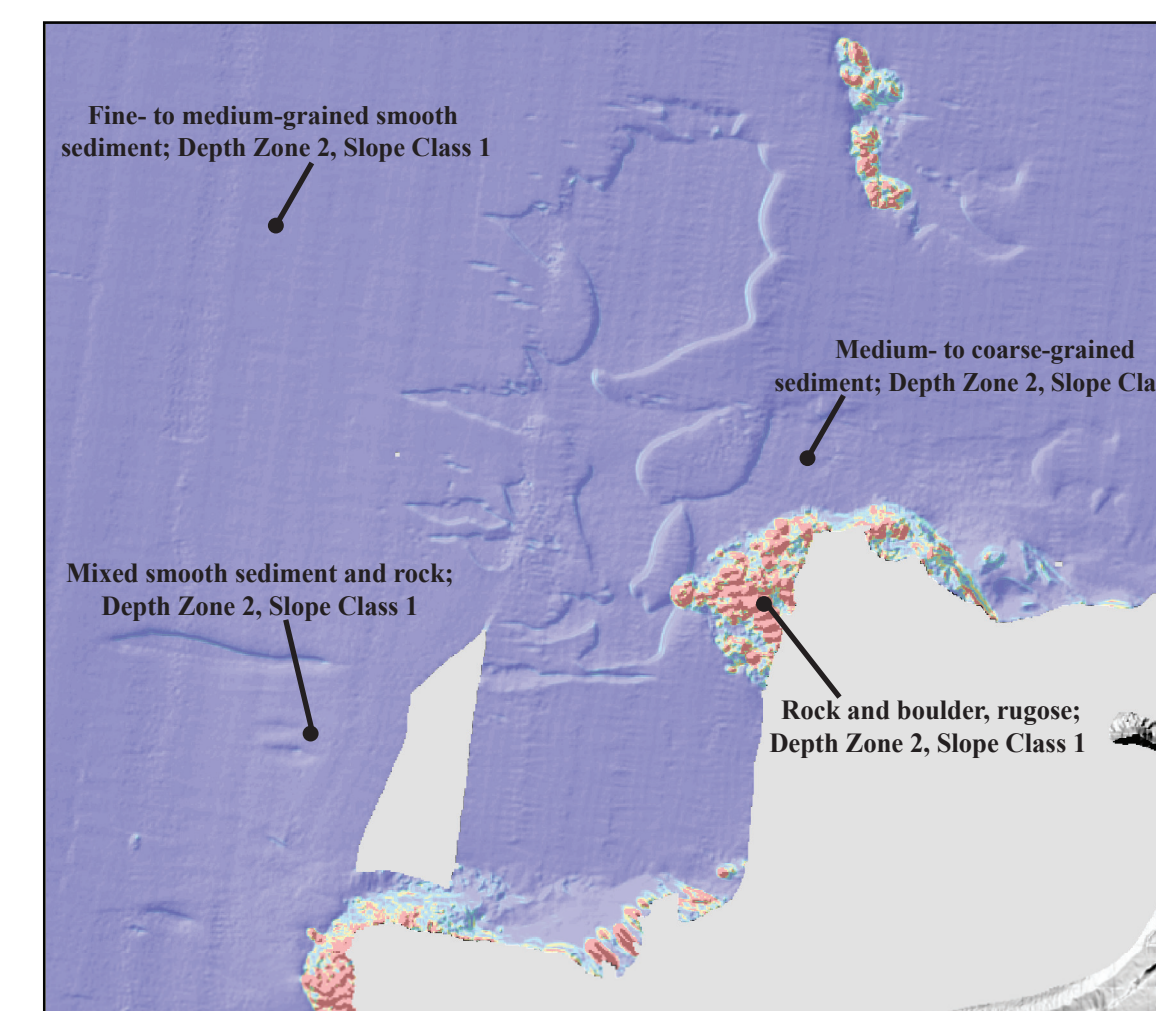 Fine- to medium-grained smooth
sediment; Depth Zone 2, Slope Class 1
Medium- to coarse-grained
sediment; Depth Zone 2, Slope Cla
Mixed smooth sediment and rock;
Depth Zone 2, Slope Class 1
Rock and boulder, rugose;
Depth Zone 2, Slope Class 1